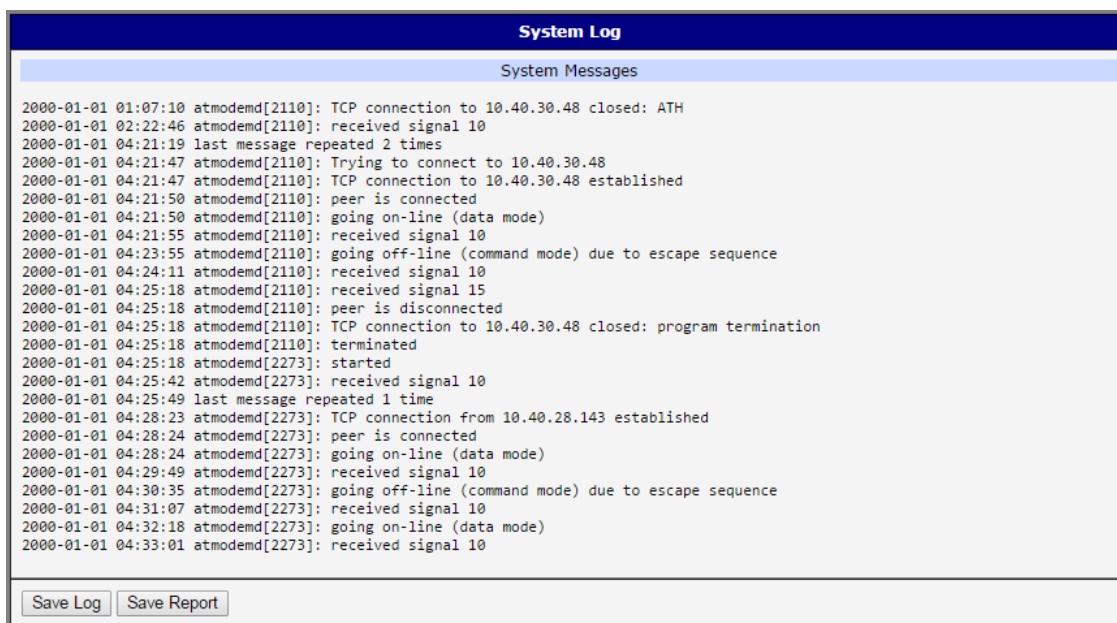 System Log
System Messages
2000-01-01 01:07:10 atmodemd[2110]: TCP connection to 10.40.30.48 closed: ATH
2000-01-01 02:22:46 atmodemd[2110]: received signal 10
2000-01-01 04:21:19 last message repeated 2 times
2000-01-01 04:21:47 atmodemd[2110]: Trying to connect to 10.40.30.48
2000-01-01 04:21:47 atmodemd[2110]: TCP connection to 10.40.30.48 established
2000-01-01 04:21:50 atmodemd[2110]: peer is connected
2000-01-01 04:21:50 atmodemd[2110]: going on-line (data mode)
2000-01-01 04:21:55 atmodemd[2110]: received signal 10
2000-01-01 04:23:55 atmodemd[2110]: going off-line (command mode) due to escape sequence
2000-01-01 04:24:11 atmodemd[2110]: received signal 10
2000-01-01 04:25:18 atmodemd[2110]: received signal 15
2000-01-01 04:25:18 atmodemd[2110]: peer is disconnected
2000-01-01 04:25:18 atmodemd[2110]: TCP connection to 10.40.30.48 closed: program termination
2000-01-01 04:25:18 atmodemd[2110]: terminated
2000-01-01 04:25:18 atmodemd[2273]: started
2000-01-01 04:25:42 atmodemd[2273]: received signal 10
2000-01-01 04:25:49 last message repeated 1 time
2000-01-01 04:28:23 atmodemd[2273]: TCP connection from 10.40.28.143 established
2000-01-01 04:28:24 atmodemd[2273]: peer is connected
2000-01-01 04:28:24 atmodemd[2273]: going on-line (data mode)
2000-01-01 04:29:49 atmodemd[2273]: received signal 10
2000-01-01 04:30:35 atmodemd[2273]: going off-line (command mode) due to escape sequence
2000-01-01 04:31:07 atmodemd[2273]: received signal 10
2000-01-01 04:32:18 atmodemd[2273]: going on-line (data mode)
2000-01-01 04:33:01 atmodemd[2273]: received signal 10
Save Log Save Report